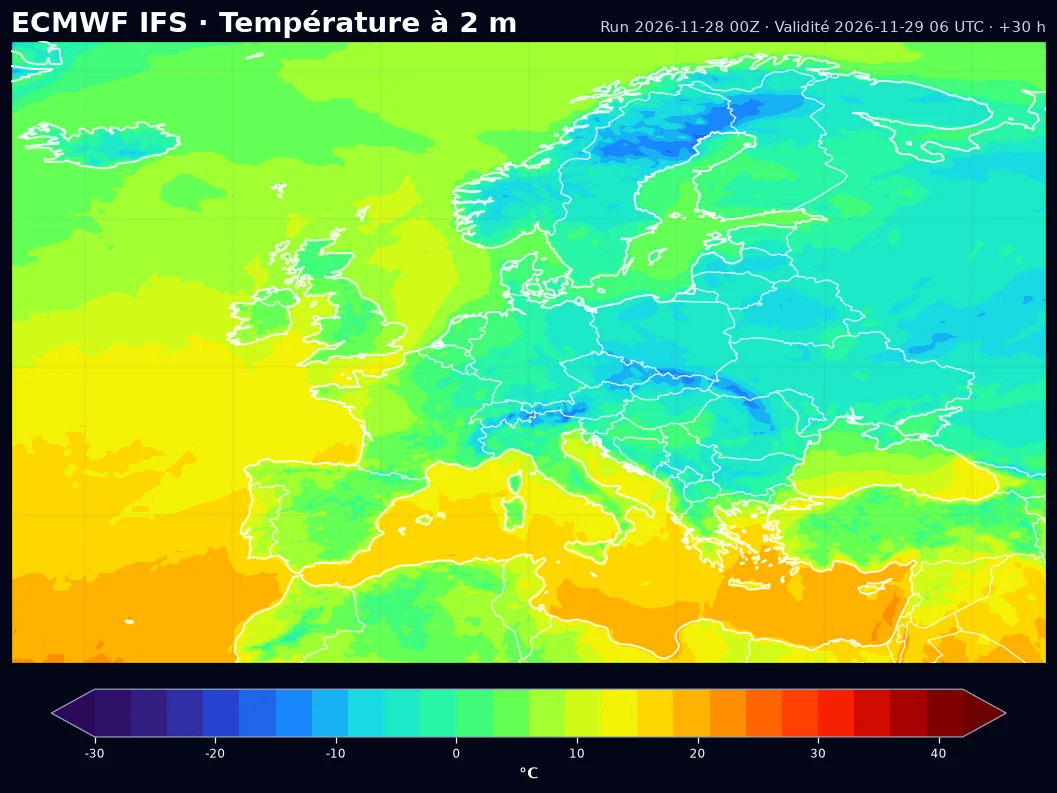 ECMWF IFS · Température à 2 m
Run 2026-11-28 00Z · Validité 2026-11-29 06 UTC · +30 h
-30 -20 -10 0 10 20 30 40
°C